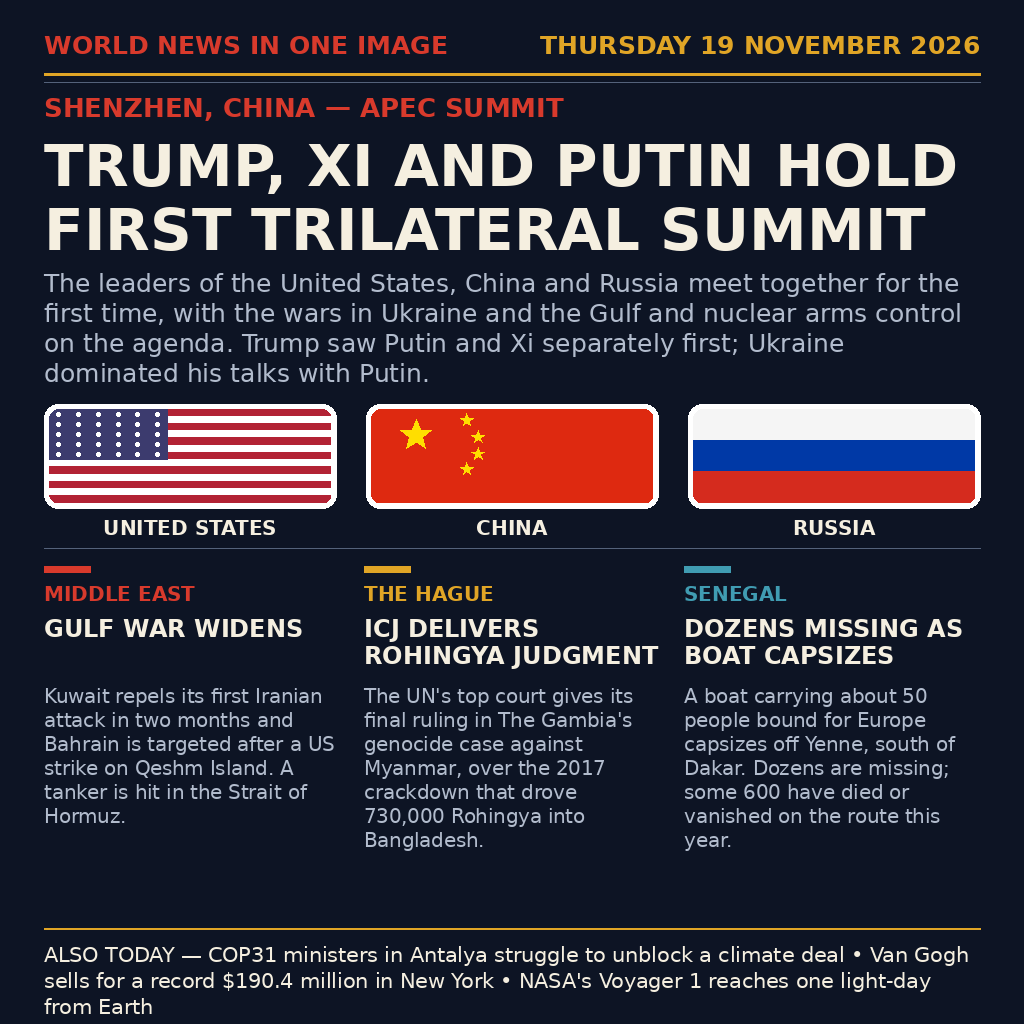 WORLD NEWS IN ONE IMAGE
THURSDAY 19 NOVEMBER 2026
SHENZHEN, CHINA — APEC SUMMIT
TRUMP, XI AND PUTIN HOLD
FIRST TRILATERAL SUMMIT
The leaders of the United States, China and Russia meet together for the
first time, with the wars in Ukraine and the Gulf and nuclear arms control
on the agenda. Trump saw Putin and Xi separately first; Ukraine
dominated his talks with Putin.
UNITED STATES
CHINA
RUSSIA
MIDDLE EAST
GULF WAR WIDENS
Kuwait repels its first Iranian
attack in two months and
Bahrain is targeted after a US
strike on Qeshm Island. A
tanker is hit in the Strait of
Hormuz.
THE HAGUE
ICJ DELIVERS
ROHINGYA JUDGMENT
The UN's top court gives its
final ruling in The Gambia's
genocide case against
Myanmar, over the 2017
crackdown that drove
730,000 Rohingya into
Bangladesh.
SENEGAL
DOZENS MISSING AS
BOAT CAPSIZES
A boat carrying about 50
people bound for Europe
capsizes off Yenne, south of
Dakar. Dozens are missing;
some 600 have died or
vanished on the route this
year.
ALSO TODAY — COP31 ministers in Antalya struggle to unblock a climate deal • Van Gogh
sells for a record $190.4 million in New York • NASA's Voyager 1 reaches one light-day
from Earth